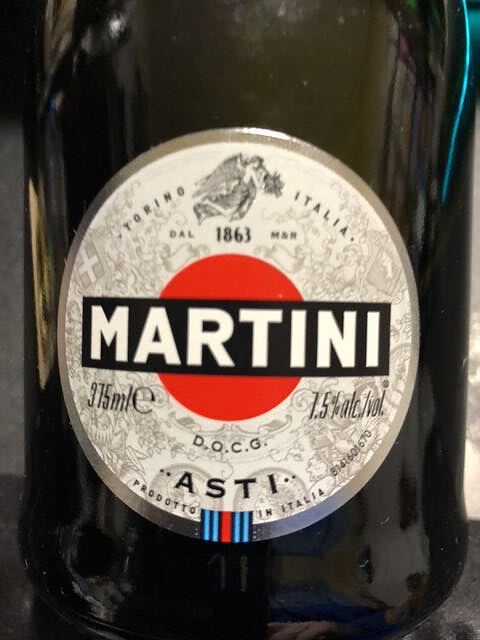 TORINO ITALIA
DAL 1863 M&R
MARTINI
375ml e 7.5% alc./vol.
D.O.C.G.
ASTI
PRODOTTO IN ITALIA